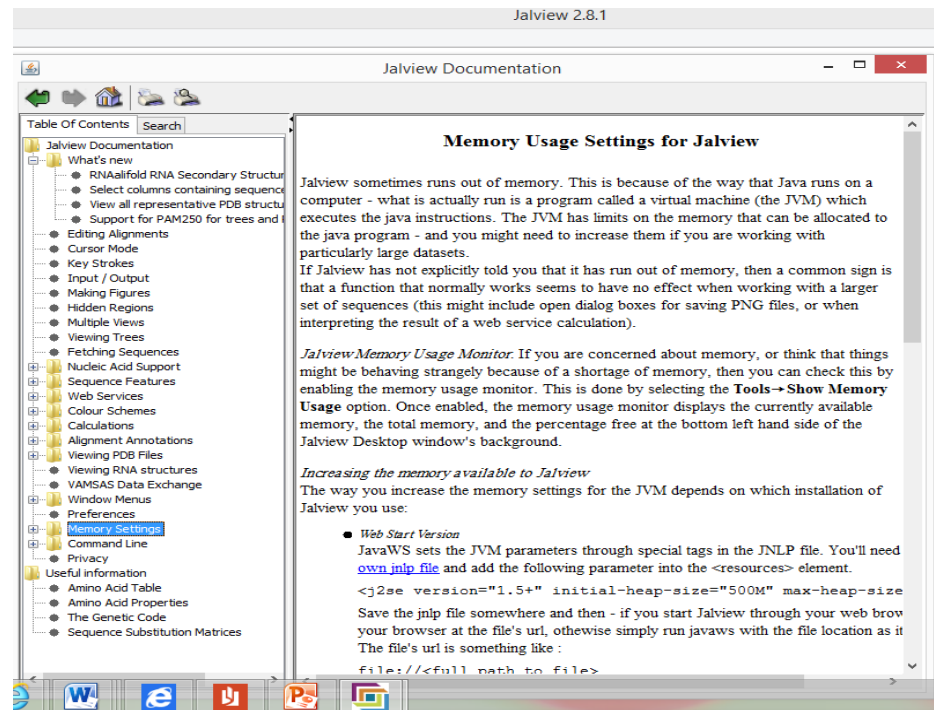 Jalview 2.8.1
Jalview Documentation
Table Of Contents
Search
Jalview Documentation
What's new
RNAalifold RNA Secondary Structur
Select columns containing sequence
View all representative PDB structu
Support for PAM250 for trees and
Editing Alignments
Cursor Mode
Key Strokes
Input / Output
Making Figures
Hidden Regions
Multiple Views
Viewing Trees
Fetching Sequences
Nucleic Acid Support
Sequence Features
Web Services
Colour Schemes
Calculations
Alignment Annotations
Viewing PDB Files
Viewing RNA structures
VAMSAS Data Exchange
Window Menus
Preferences
Memory Settings
Command Line
Privacy
Useful information
Amino Acid Table
Amino Acid Properties
The Genetic Code
Sequence Substitution Matrices
Memory Usage Settings for Jalview
Jalview sometimes runs out of memory. This is because of the way that Java runs on a
computer - what is actually run is a program called a virtual machine (the JVM) which
executes the java instructions. The JVM has limits on the memory that can be allocated to
the java program - and you might need to increase them if you are working with
particularly large datasets.
If Jalview has not explicitly told you that it has run out of memory, then a common sign is
that a function that normally works seems to have no effect when working with a larger
set of sequences (this might include open dialog boxes for saving PNG files, or when
interpreting the result of a web service calculation).
Jalview Memory Usage Monitor. If you are concerned about memory, or think that things
might be behaving strangely because of a shortage of memory, then you can check this by
enabling the memory usage monitor. This is done by selecting the Tools→Show Memory
Usage option. Once enabled, the memory usage monitor displays the currently available
memory, the total memory, and the percentage free at the bottom left hand side of the
Jalview Desktop window's background.
Increasing the memory available to Jalview
The way you increase the memory settings for the JVM depends on which installation of
Jalview you use:
Web Start Version
JavaWS sets the JVM parameters through special tags in the JNLP file. You'll need
own jnlp file and add the following parameter into the <resources> element.
<j2se version="1.5+" initial-heap-size="500M" max-heap-size
Save the jnlp file somewhere and then - if you start Jalview through your web brow
your browser at the file's url, othewise simply run javaws with the file location as it
The file's url is something like :
file://<full path to file>